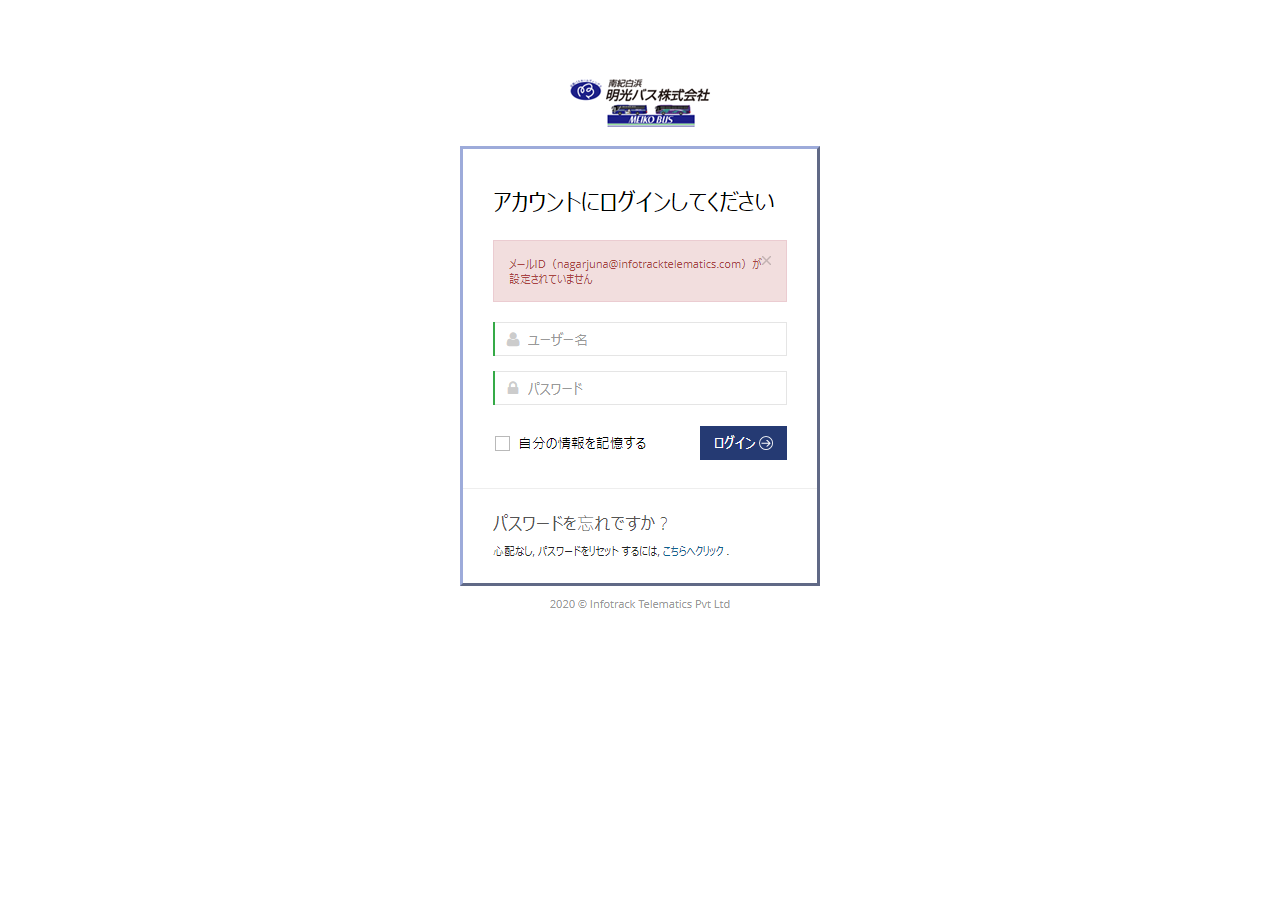 南紀白浜
明光バス株式会社
MEIKO BUS
アカウントにログインしてください
メールID（nagarjuna@infotracktelematics.com）が
設定されていません
ユーザー名
パスワード
自分の情報を記憶する
ログイン
パスワードを忘れですか？
心配なし, パスワードをリセット するには, こちらへクリック .
2020 © Infotrack Telematics Pvt Ltd